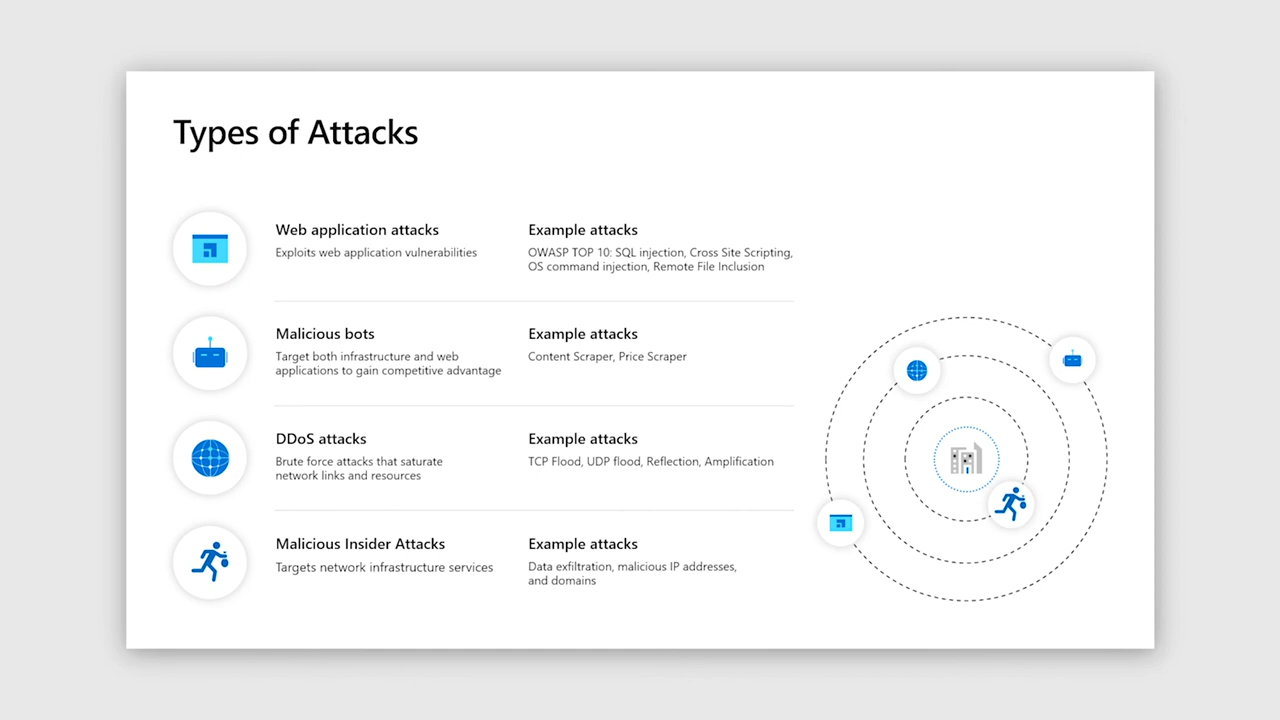 Types of Attacks
Web application attacks
Exploits web application vulnerabilities
Example attacks
OWASP TOP 10: SQL injection, Cross Site Scripting,
OS command injection, Remote File Inclusion
Malicious bots
Target both infrastructure and web
applications to gain competitive advantage
Example attacks
Content Scraper, Price Scraper
DDoS attacks
Brute force attacks that saturate
network links and resources
Example attacks
TCP Flood, UDP flood, Reflection, Amplification
Malicious Insider Attacks
Targets network infrastructure services
Example attacks
Data exfiltration, malicious IP addresses,
and domains